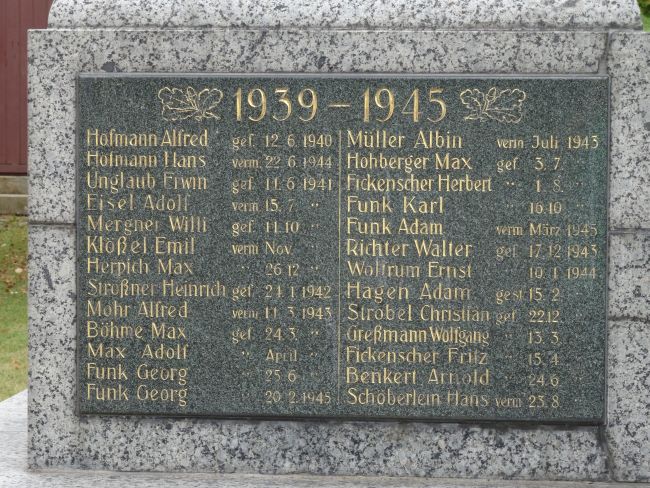 1939 – 1945
Hofmann Alfred gef. 12. 6. 1940
Hofmann Hans verm. 22. 6. 1944
Unglaub Erwin gef. 11. 6. 1941
Eisel Adolf verm. 15. 7. "
Mergner Willi gef. 11. 10. "
Klößel Emil verm. Nov. "
Herpich Max " 26. 12. "
Stroßner Heinrich gef. 21. 1. 1942
Mohr Alfred verm. 11. 3. 1943
Böhme Max gef. 24. 3. "
Max Adolf " April "
Funk Georg " 25. 6. "
Funk Georg " 20. 2. 1945
Müller Albin verm. Juli 1943
Hohberger Max gef. 3. 7. "
Fickenscher Herbert " 1. 8. "
Funk Karl 16. 10. "
Funk Adam verm. März 1945
Richter Walter gef. 17. 12. 1943
Wolfrum Ernst " 10. 1. 1944
Hagen Adam gest. 15. 2. "
Strobel Christian gef. 22. 12. "
Greßmann Wolfgang " 13. 3. "
Fickenscher Fritz " 15. 4. "
Benkert Arnold " 24. 6. "
Schoberlein Hans verm. 23. 8. "